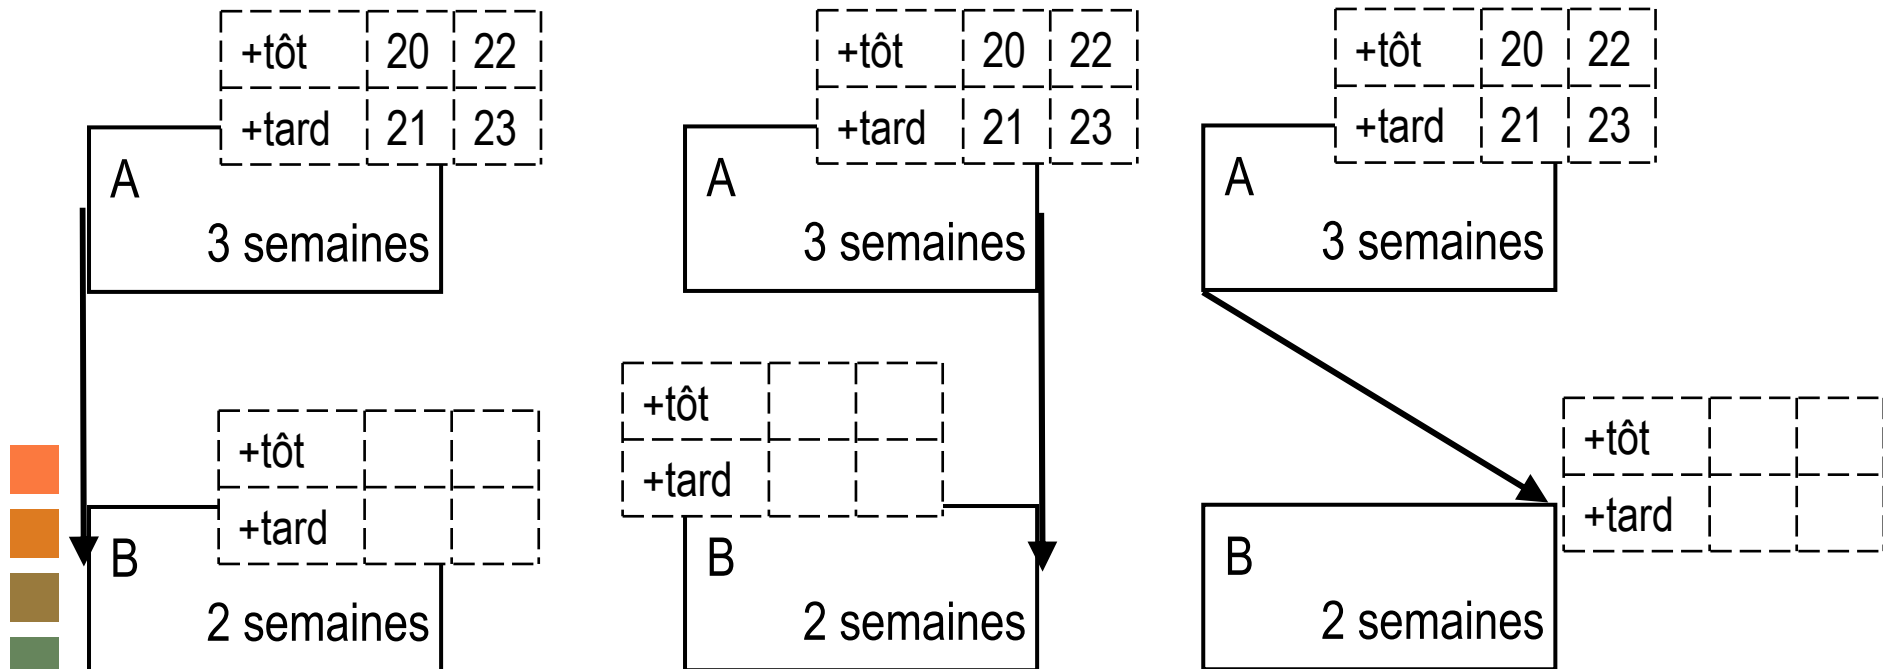 +tôt 20 22
+tard 21 23
A
3 semaines
+tôt
+tard
B
2 semaines
+tôt 20 22
+tard 21 23
A
3 semaines
+tôt
+tard
B
2 semaines
+tôt 20 22
+tard 21 23
A
3 semaines
+tôt
+tard
B
2 semaines